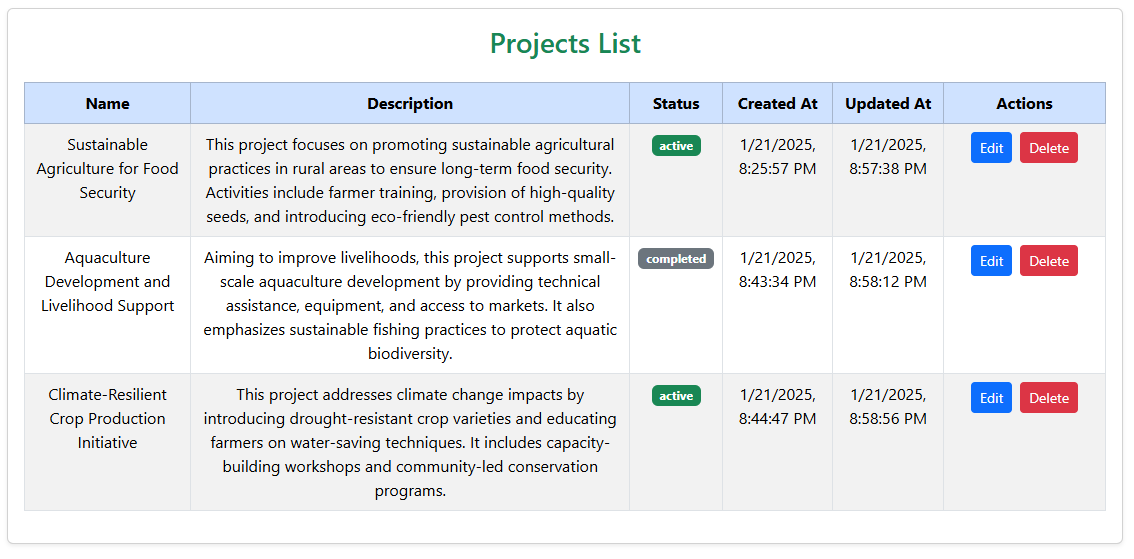 Projects List
Name Description Status Created At Updated At Actions
Sustainable
Agriculture for Food
Security
This project focuses on promoting sustainable agricultural
practices in rural areas to ensure long-term food security.
Activities include farmer training, provision of high-quality
seeds, and introducing eco-friendly pest control methods.
active
1/21/2025,
8:25:57 PM
1/21/2025,
8:57:38 PM
Edit Delete
Aquaculture
Development and
Livelihood Support
Aiming to improve livelihoods, this project supports small-
scale aquaculture development by providing technical
assistance, equipment, and access to markets. It also
emphasizes sustainable fishing practices to protect aquatic
biodiversity.
completed
1/21/2025,
8:43:34 PM
1/21/2025,
8:58:12 PM
Edit Delete
Climate-Resilient
Crop Production
Initiative
This project addresses climate change impacts by
introducing drought-resistant crop varieties and educating
farmers on water-saving techniques. It includes capacity-
building workshops and community-led conservation
programs.
active
1/21/2025,
8:44:47 PM
1/21/2025,
8:58:56 PM
Edit Delete